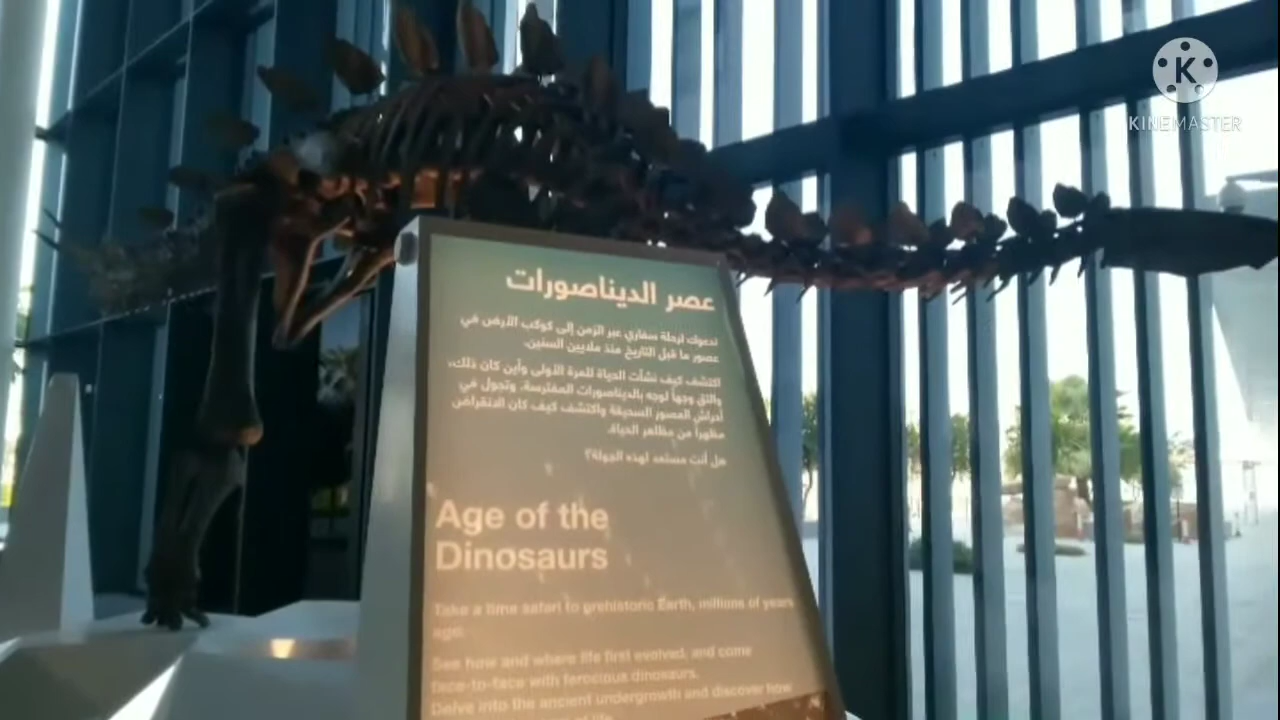 K
KINEMASTER
عصر الديناصورات
ندعوك لرحلة سفاري عبر الزمن إلى كوكب الأرض في
عصور ما قبل التاريخ منذ ملايين السنين.
اكتشف كيف نشأت الحياة للمرة الأولى وأين كان ذلك،
والتق وجهاً لوجه بالديناصورات المفترسة. وتجول في
أحراش العصور السحيقة واكتشف كيف كان الانقراض
مظهراً من مظاهر الحياة.
هل أنت مستعد لهذه الجولة؟
Age of the
Dinosaurs
Take a time safari to prehistoric Earth, millions of years
ago.
See how and where life first evolved, and come
face-to-face with ferocious dinosaurs.
Delve into the ancient undergrowth and discover how
of life